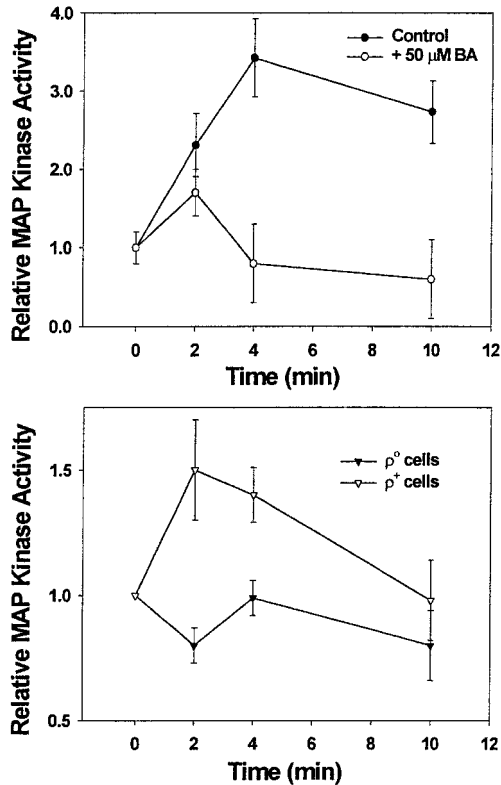 Relative MAP Kinase Activity
4.0
3.0
2.0
1.0
0.0
Control
+ 50 µM BA
0 2 4 6 8 10 12
Time (min)
Relative MAP Kinase Activity
1.5
1.0
0.5
ρ° cells
ρ⁺ cells
0 2 4 6 8 10 12
Time (min)